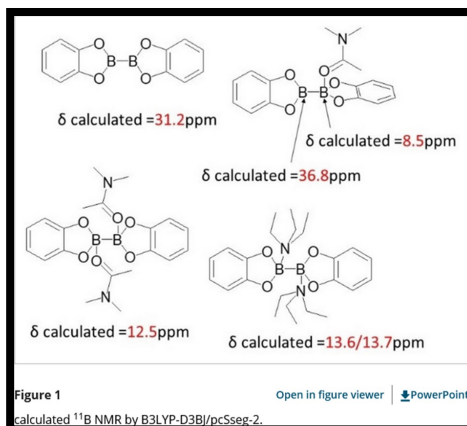 δ calculated =31.2ppm
δ calculated =8.5ppm
δ calculated =36.8ppm
δ calculated =12.5ppm
δ calculated =13.6/13.7ppm
Figure 1
Open in figure viewer
PowerPoint
calculated ¹¹B NMR by B3LYP-D3BJ/pcSseg-2.